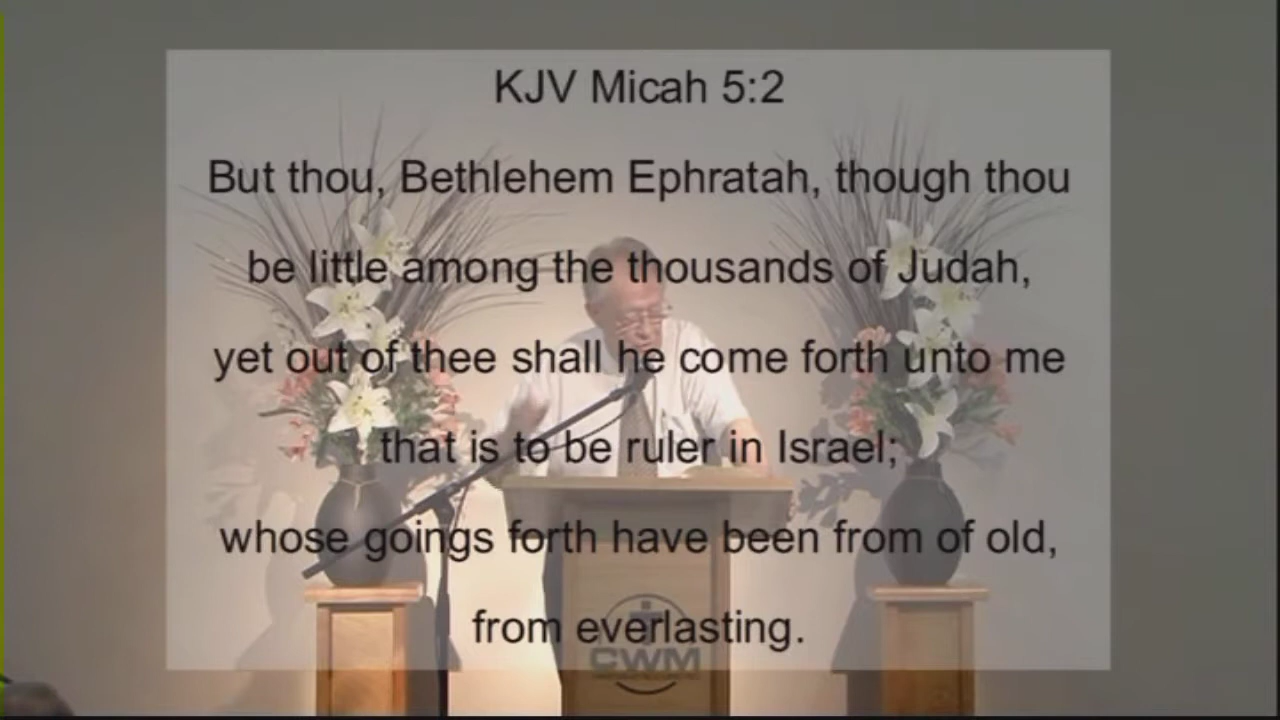 KJV Micah 5:2
But thou, Bethlehem Ephratah, though thou
be little among the thousands of Judah,
yet out of thee shall he come forth unto me
that is to be ruler in Israel;
whose goings forth have been from of old,
from everlasting.
CWM